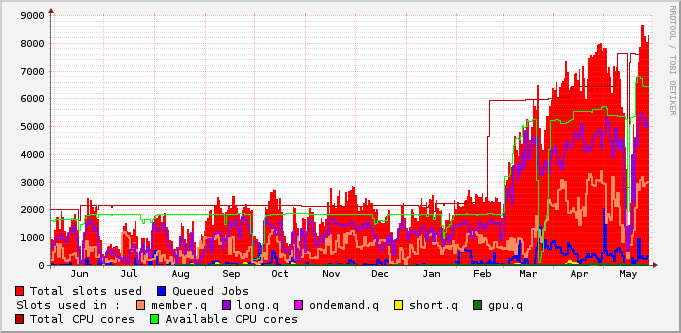 9000
8000
7000
6000
5000
4000
3000
2000
1000
0
Jun Jul Aug Sep Oct Nov Dec Jan Feb Mar Apr May
RRDTOOL / TOBI OETIKER
Total slots used Queued Jobs
Slots used in : member.q long.q ondemand.q short.q gpu.q
Total CPU cores Available CPU cores